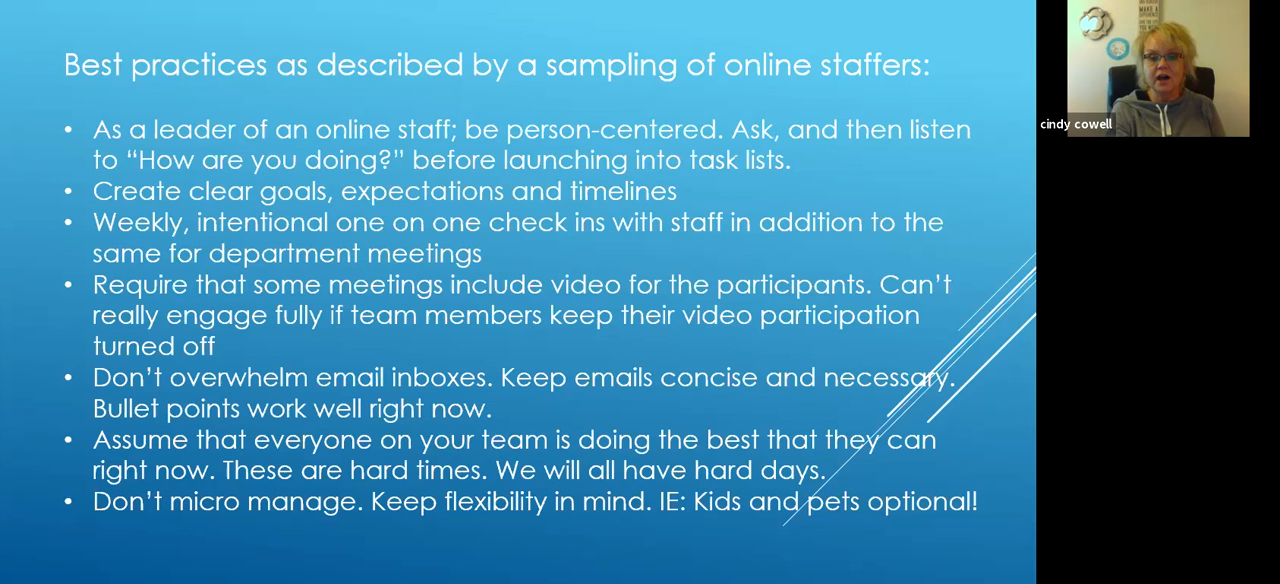 Best practices as described by a sampling of online staffers:
• As a leader of an online staff; be person-centered. Ask, and then listen
to “How are you doing?” before launching into task lists.
• Create clear goals, expectations and timelines
• Weekly, intentional one on one check ins with staff in addition to the
same for department meetings
• Require that some meetings include video for the participants. Can’t
really engage fully if team members keep their video participation
turned off
• Don’t overwhelm email inboxes. Keep emails concise and necessary.
Bullet points work well right now.
• Assume that everyone on your team is doing the best that they can
right now. These are hard times. We will all have hard days.
• Don’t micro manage. Keep flexibility in mind. IE: Kids and pets optional!
MAKE A
cindy cowell